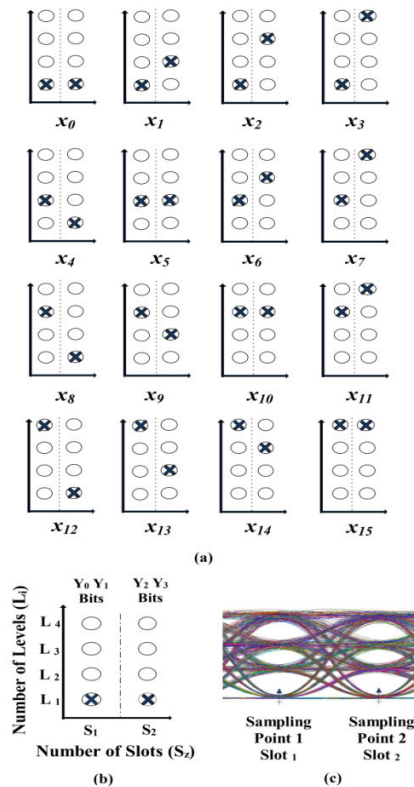 x0 x1 x2 x3
x4 x5 x6 x7
x8 x9 x10 x11
x12 x13 x14 x15
(a)
Y0 Y1 Y2 Y3
Bits Bits
Number of Levels (Li)
L 4
L 3
L 2
L 1
S1 S2
Number of Slots (Sz)
(b)
Sampling Sampling
Point 1 Point 2
Slot 1 Slot 2
(c)